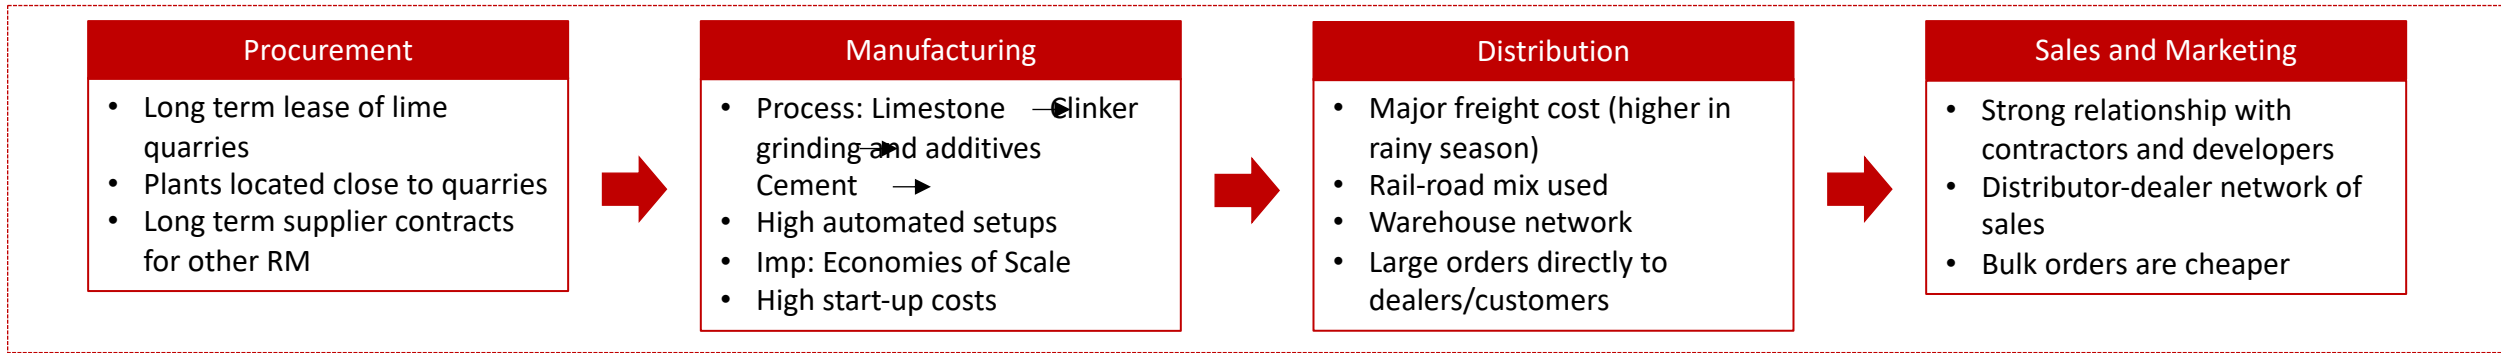 Procurement
• Long term lease of lime
quarries
• Plants located close to quarries
• Long term supplier contracts
for other RM
Manufacturing
• Process: Limestone → Clinker
grinding → and additives
Cement →
• High automated setups
• Imp: Economies of Scale
• High start-up costs
Distribution
• Major freight cost (higher in
rainy season)
• Rail-road mix used
• Warehouse network
• Large orders directly to
dealers/customers
Sales and Marketing
• Strong relationship with
contractors and developers
• Distributor-dealer network of
sales
• Bulk orders are cheaper